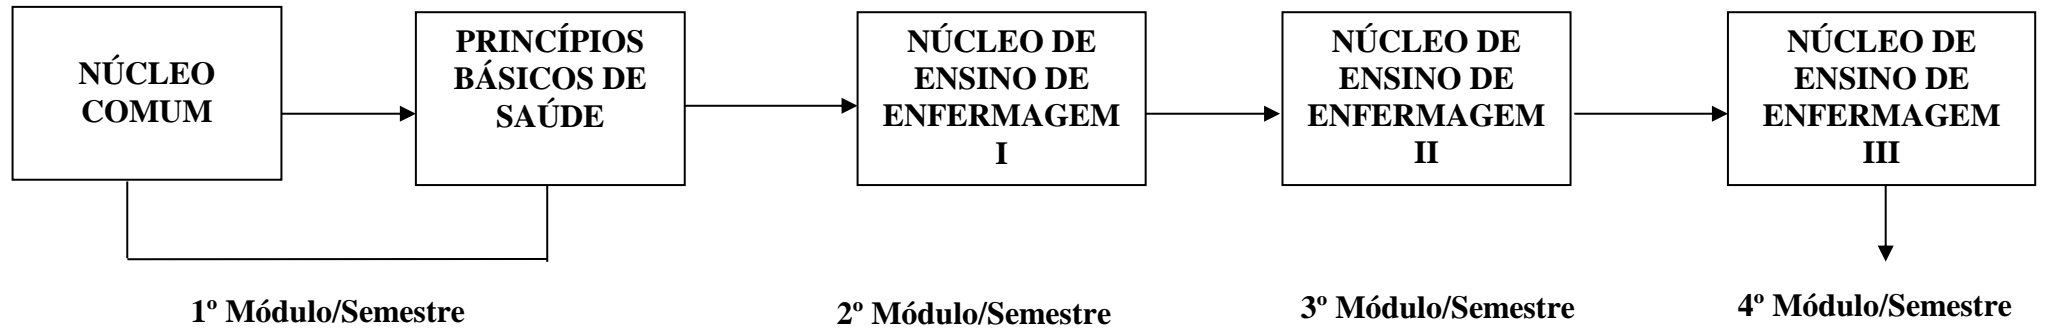 NÚCLEO
COMUM
PRINCÍPIOS
BÁSICOS DE
SAÚDE
NÚCLEO DE
ENSINO DE
ENFERMAGEM
I
NÚCLEO DE
ENSINO DE
ENFERMAGEM
II
NÚCLEO DE
ENSINO DE
ENFERMAGEM
III
1º Módulo/Semestre
2º Módulo/Semestre
3º Módulo/Semestre
4º Módulo/Semestre